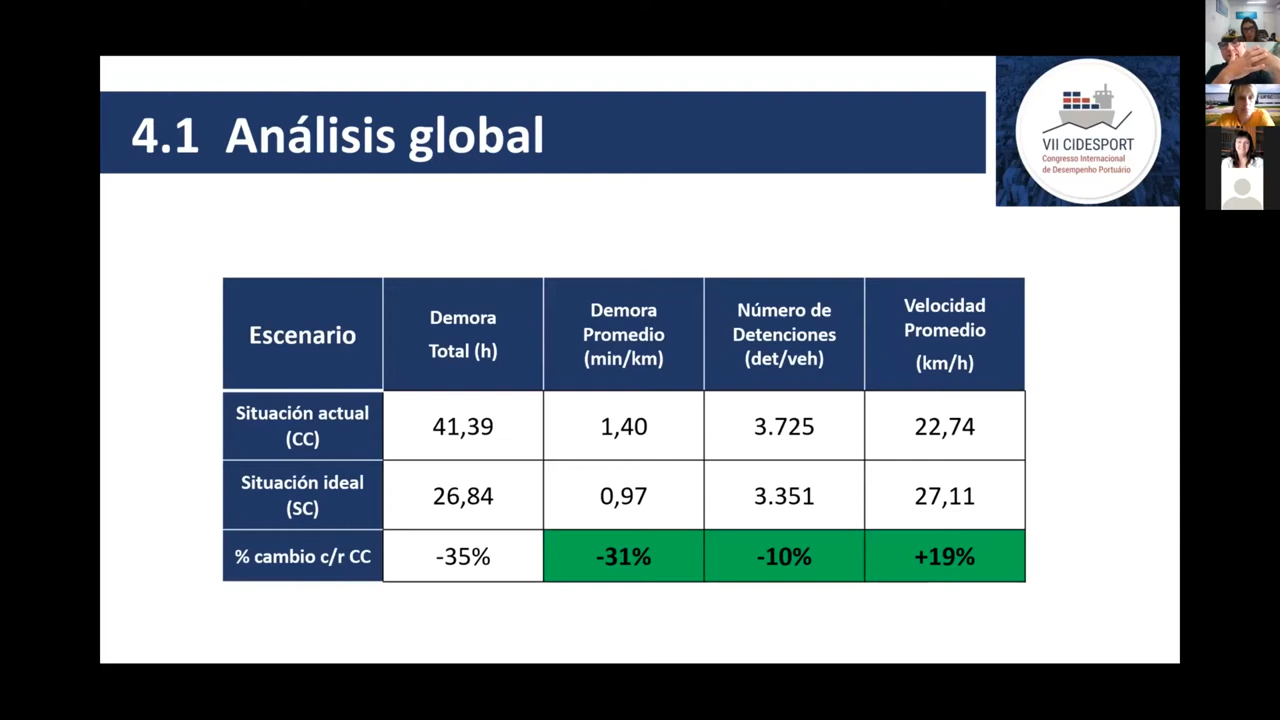 4.1 Análisis global
VII CIDESPORT
Congresso Internacional
de Desempenho Portuário
Escenario
Demora
Total (h)
Demora
Promedio
(min/km)
Número de
Detenciones
(det/veh)
Velocidad
Promedio
(km/h)
Situación actual
(CC)
41,39
1,40
3.725
22,74
Situación ideal
(SC)
26,84
0,97
3.351
27,11
% cambio c/r CC
-35%
-31%
-10%
+19%